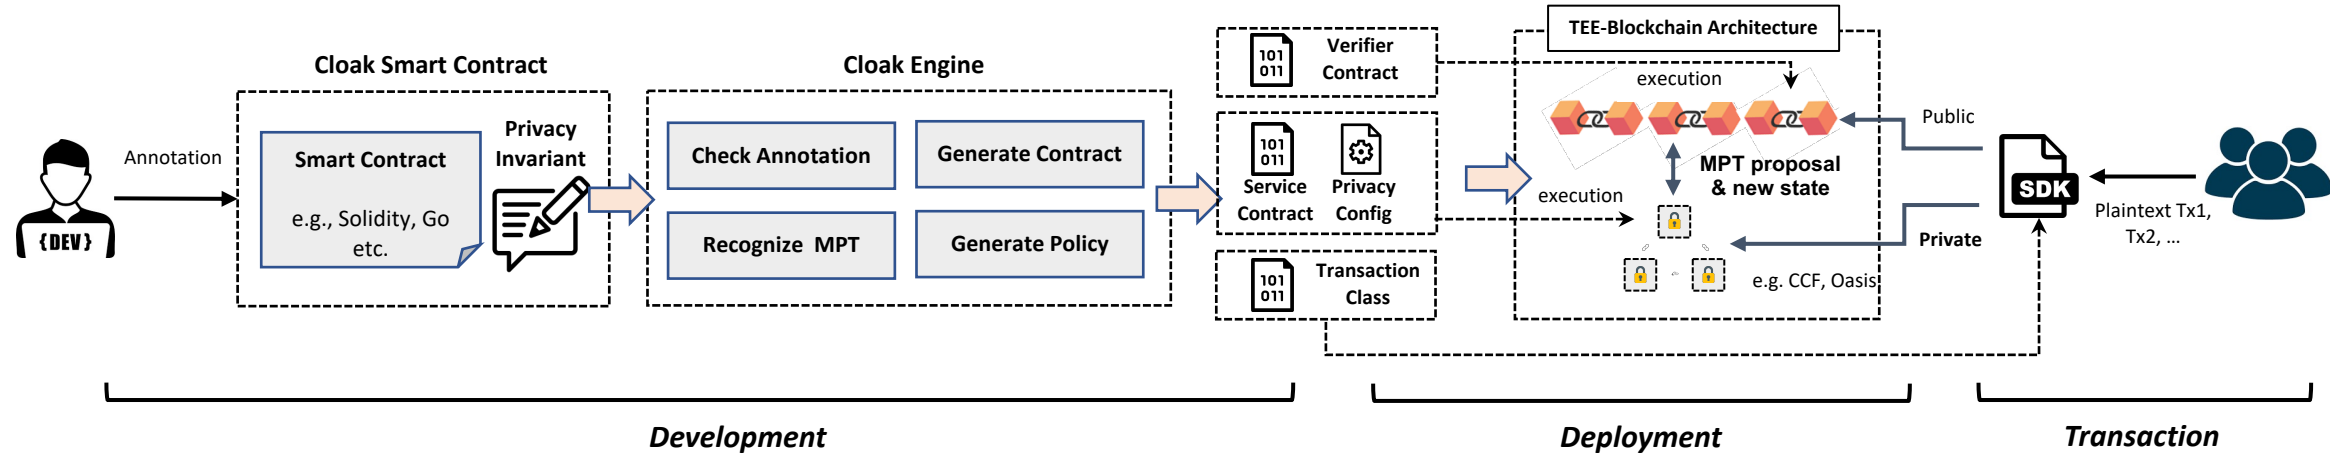 {DEV}
Annotation
Cloak Smart Contract
Smart Contract
e.g., Solidity, Go
etc.
Privacy
Invariant
Cloak Engine
Check Annotation
Generate Contract
Recognize MPT
Generate Policy
101
011
Verifier
Contract
101
011
Service
Contract
Privacy
Config
101
011
Transaction
Class
TEE-Blockchain Architecture
execution
MPT proposal
& new state
execution
e.g. CCF, Oasis
Public
Private
SDK
Plaintext Tx1,
Tx2, ...
Development
Deployment
Transaction